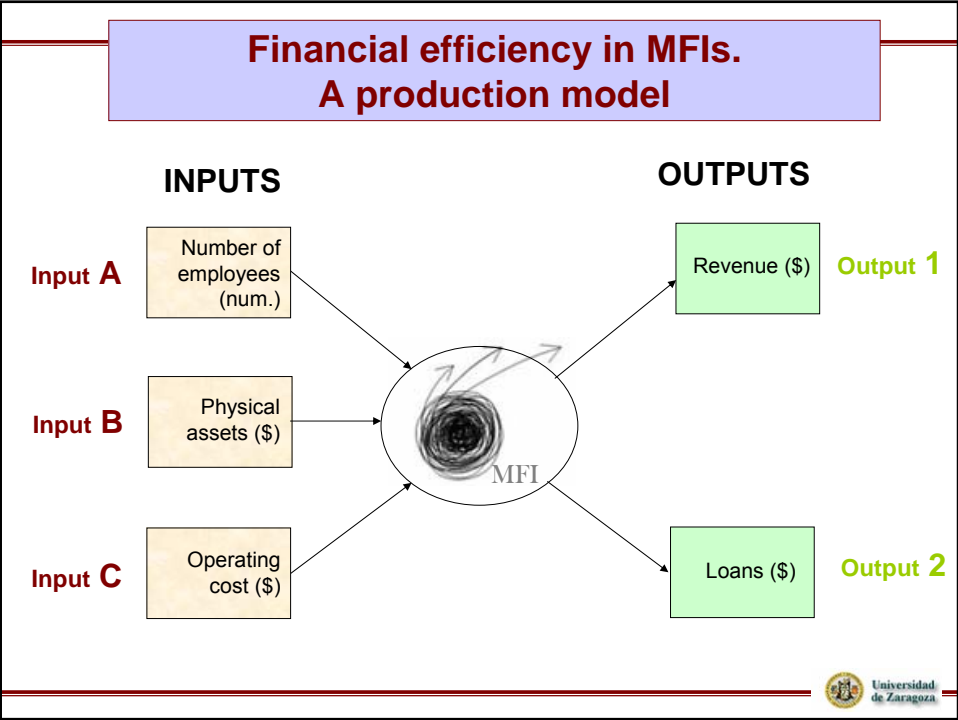 Financial efficiency in MFIs.
A production model
INPUTS
OUTPUTS
Input A
Number of
employees
(num.)
Revenue ($)
Output 1
Input B
Physical
assets ($)
MFI
Input C
Operating
cost ($)
Loans ($)
Output 2
Universidad
de Zaragoza